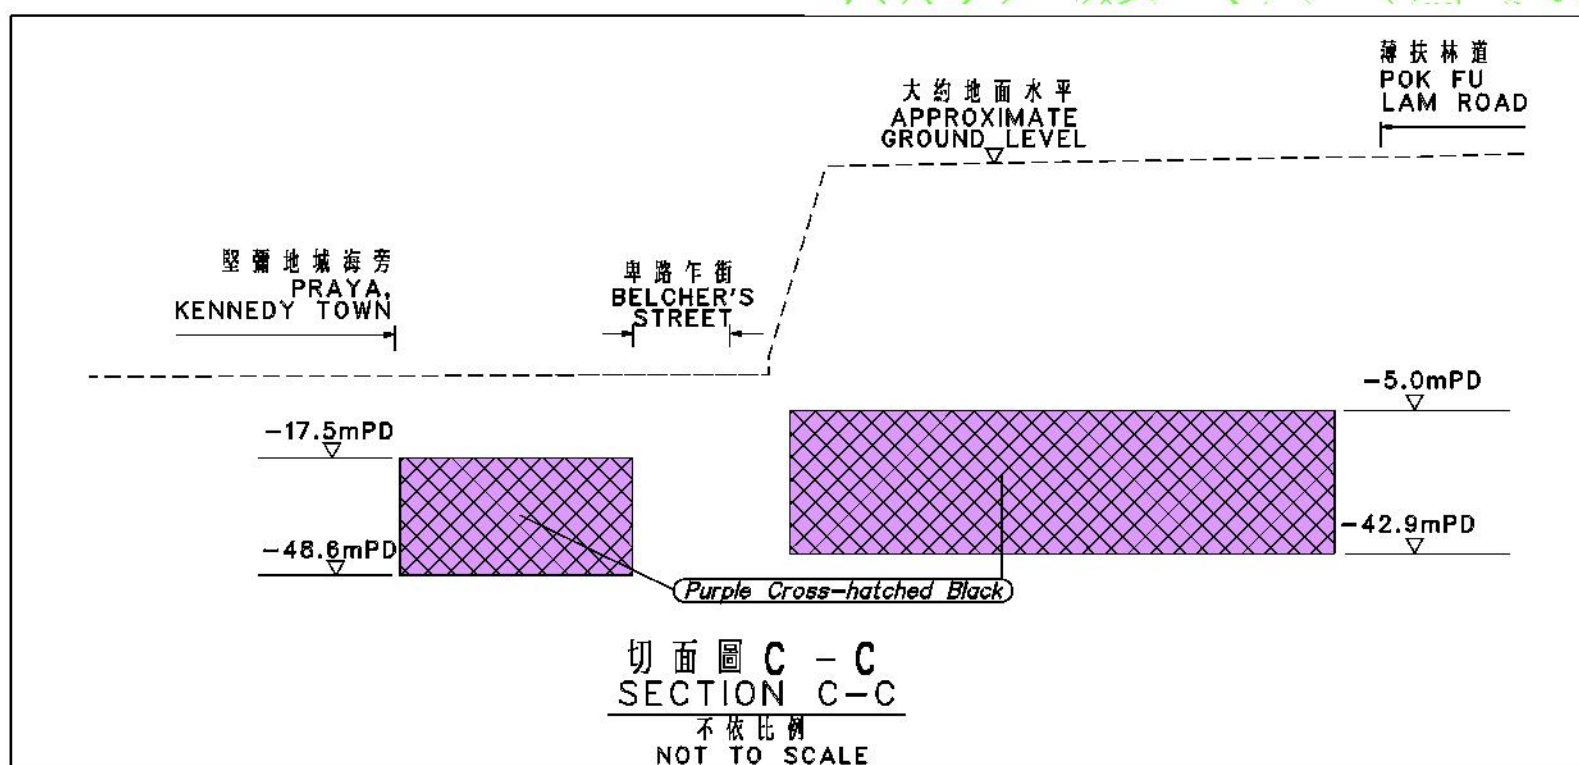 薄扶林道
POK FU
LAM ROAD
大約地面水平
APPROXIMATE
GROUND LEVEL
堅彌地城海旁
PRAYA,
KENNEDY TOWN
卑路乍街
BELCHER'S
STREET
-5.0mPD
-17.5mPD
-42.9mPD
-48.6mPD
Purple Cross-hatched Black
切面圖 C - C
SECTION C-C
不依比例
NOT TO SCALE